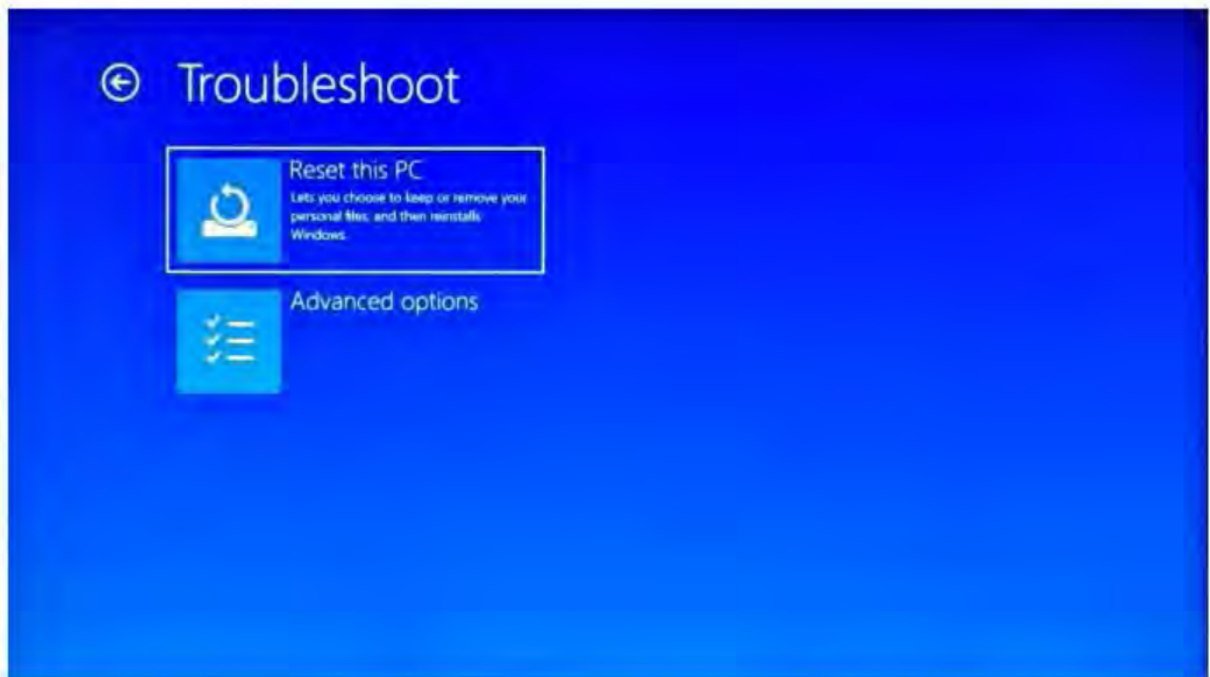 Troubleshoot
Reset this PC
Lets you choose to keep or remove your
personal files, and then reinstalls
Windows.
Advanced options